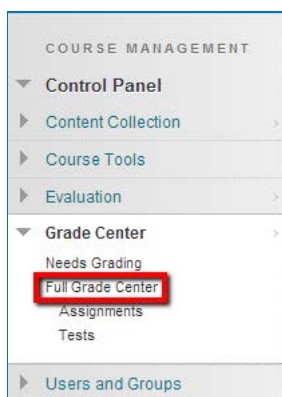 COURSE MANAGEMENT
Control Panel
Content Collection
Course Tools
Evaluation
Grade Center
Needs Grading
Full Grade Center
Assignments
Tests
Users and Groups